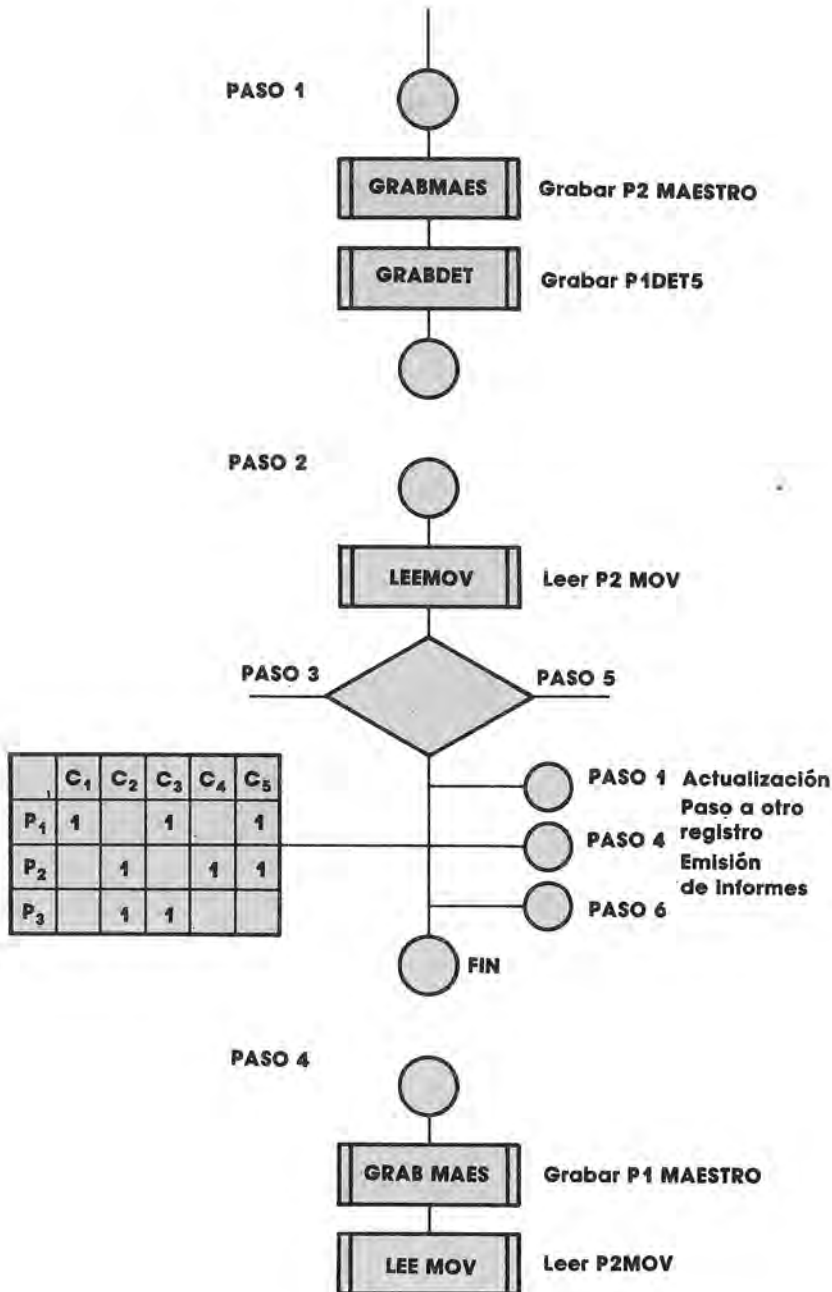 PASO 1
GRABMAES Grabar P2 MAESTRO
GRABDET Grabar P1DET5
PASO 2
LEEMOV Leer P2 MOV
PASO 3 PASO 5
C₁ C₂ C₃ C₄ C₅
P₁ 1 1 1
P₂ 1 1 1
P₃ 1 1
PASO 1 Actualización
Paso a otro
PASO 4 registro
Emisión
de informes
PASO 6
FIN
PASO 4
GRAB MAES Grabar P1 MAESTRO
LEE MOV Leer P2MOV